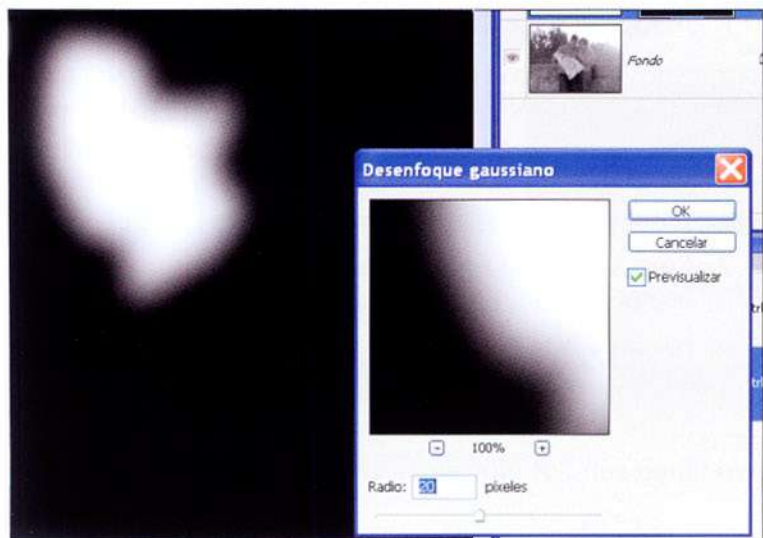 Fondo
Desenfoque gaussiano
OK
Cancelar
Previsualizar
100%
Radio: 20 píxeles